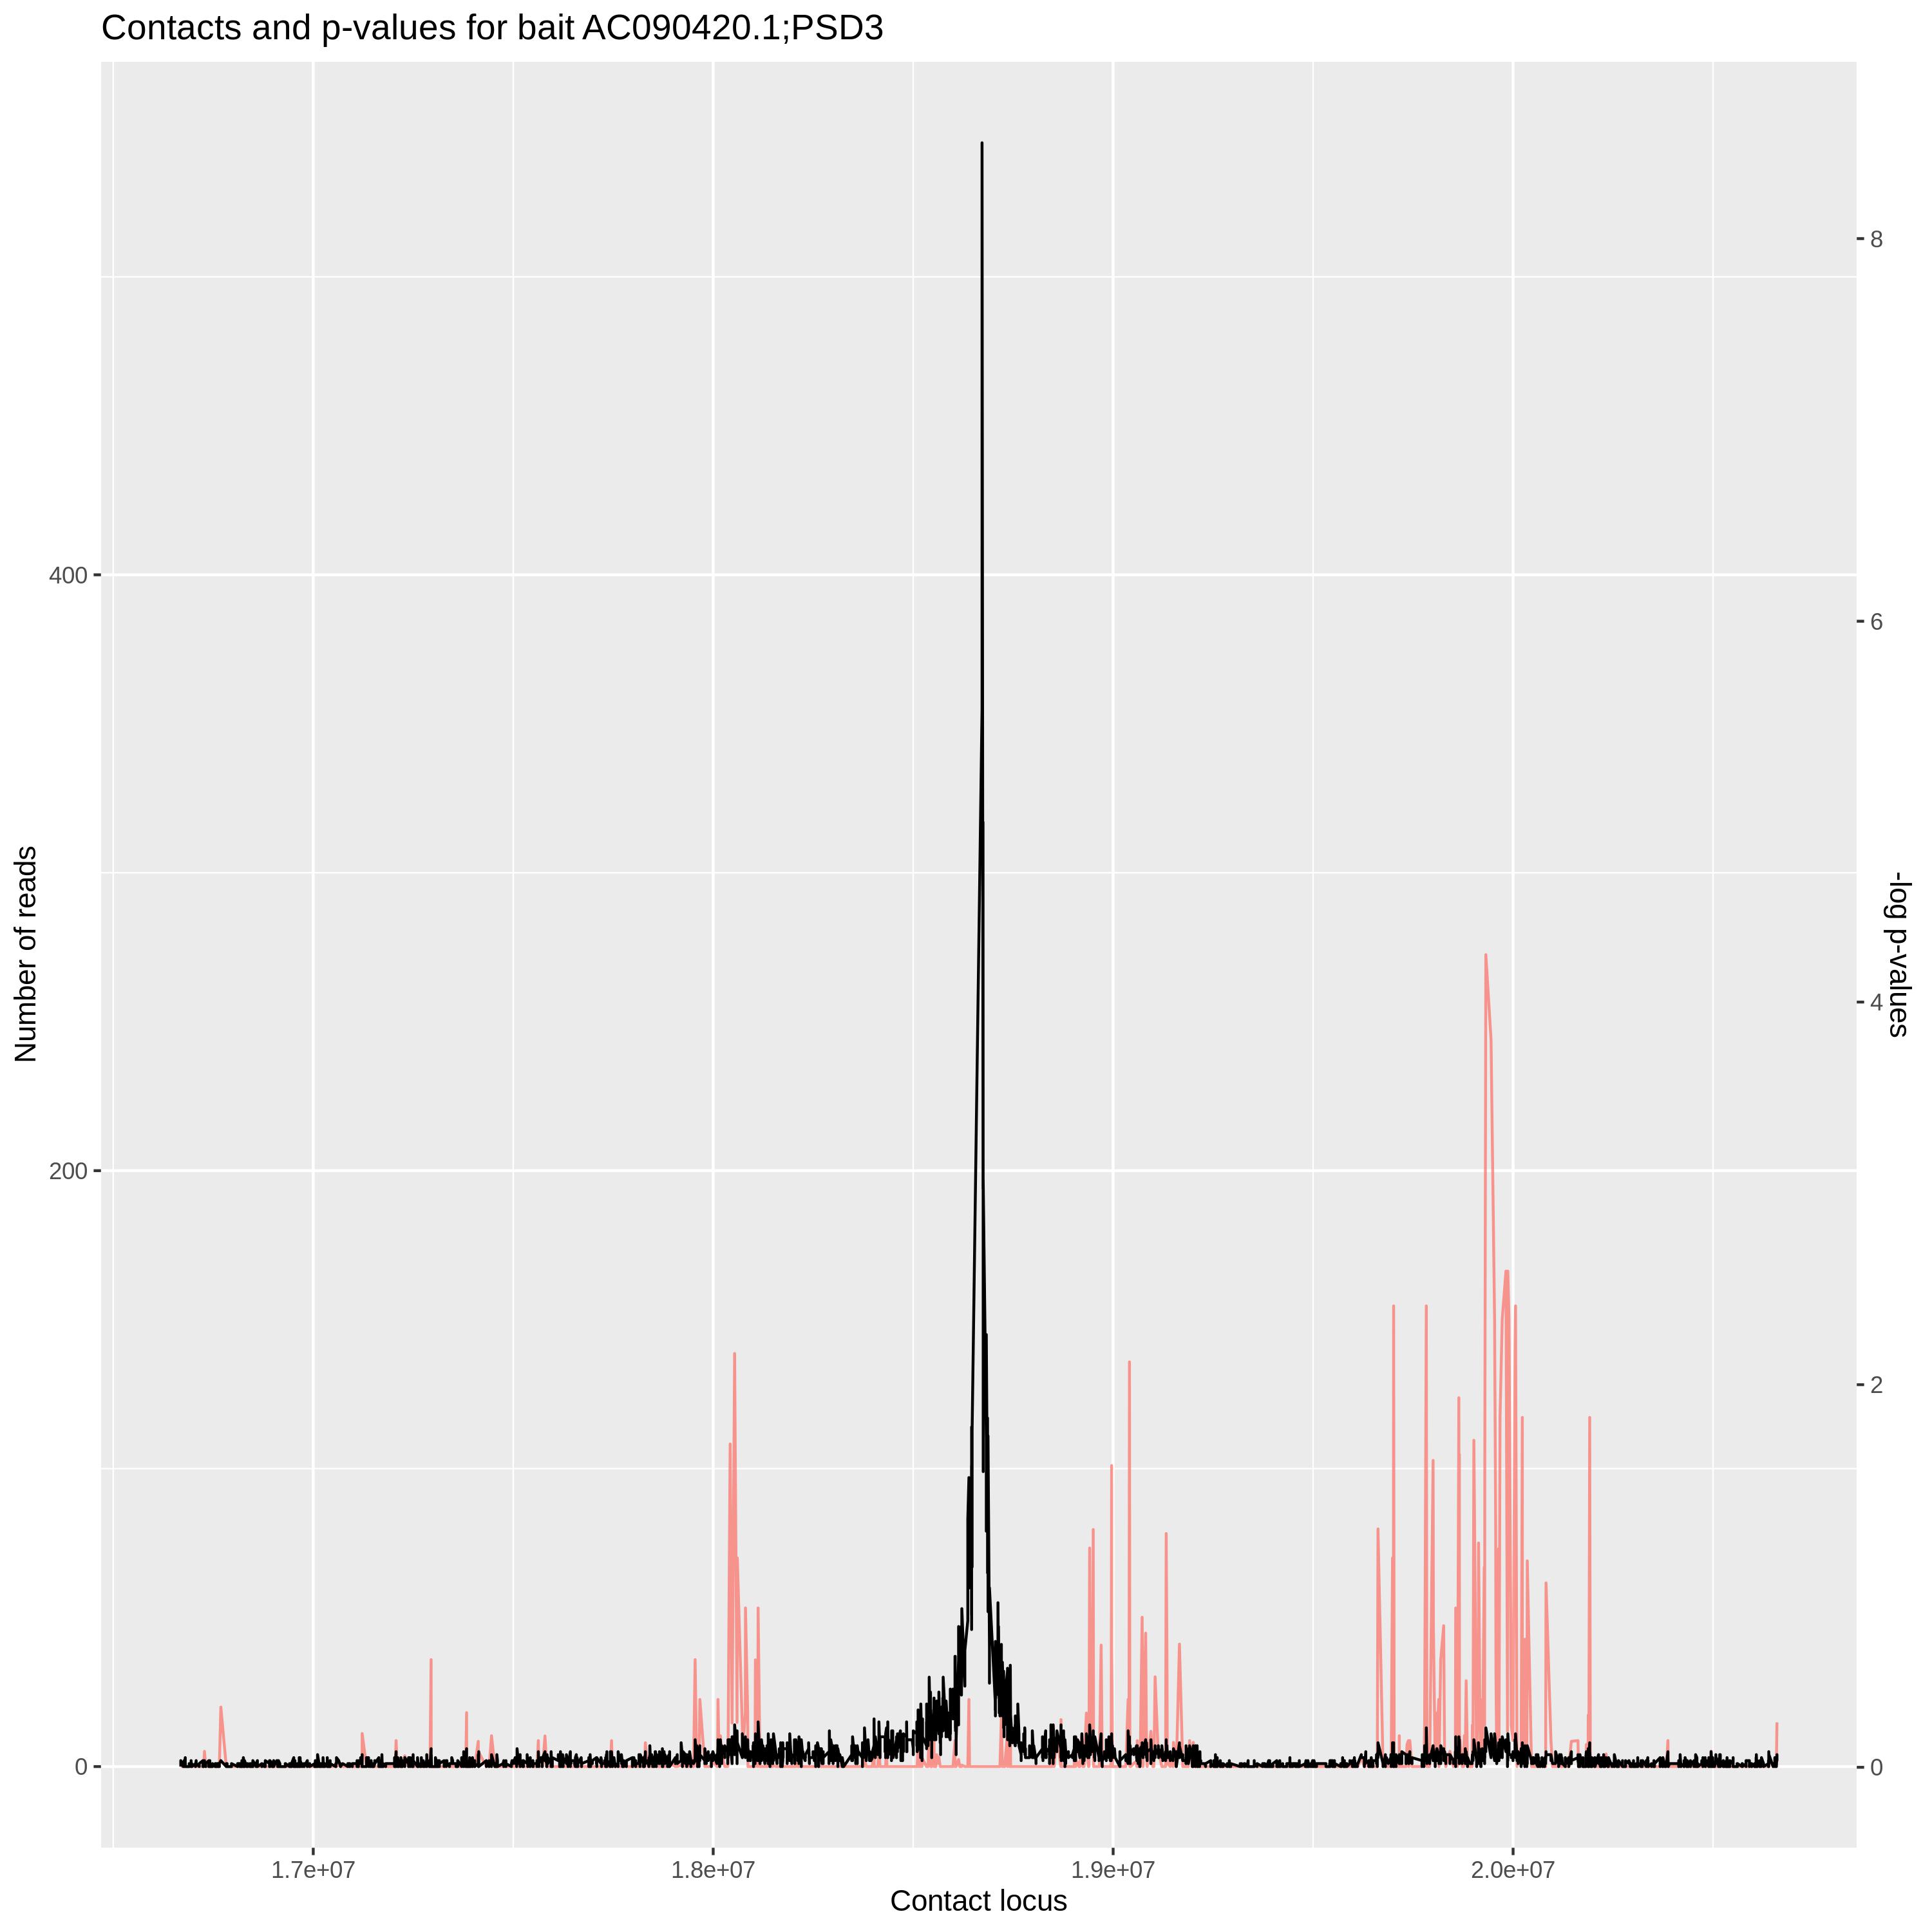 Contacts and p-values for bait AC090420.1;PSD3
8
400
6
Number of reads
-log p-values
4
200
2
0
0
1.7e+07
1.8e+07
1.9e+07
2.0e+07
Contact locus